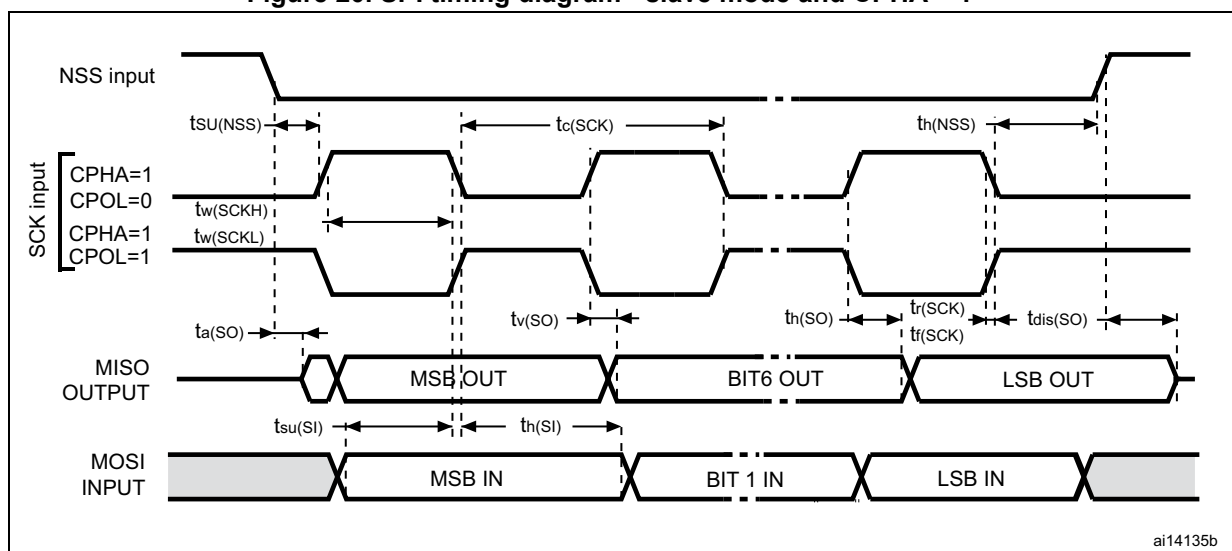 NSS input
tSU(NSS)
tc(SCK)
th(NSS)
SCK input
CPHA=1
CPOL=0
tw(SCKH)
CPHA=1
tw(SCKL)
CPOL=1
ta(SO)
tv(SO)
th(SO)
tr(SCK)
tf(SCK)
tdis(SO)
MISO
OUTPUT
MSB OUT
BIT6 OUT
LSB OUT
tsu(SI)
th(SI)
MOSI
INPUT
MSB IN
BIT 1 IN
LSB IN
ai14135b